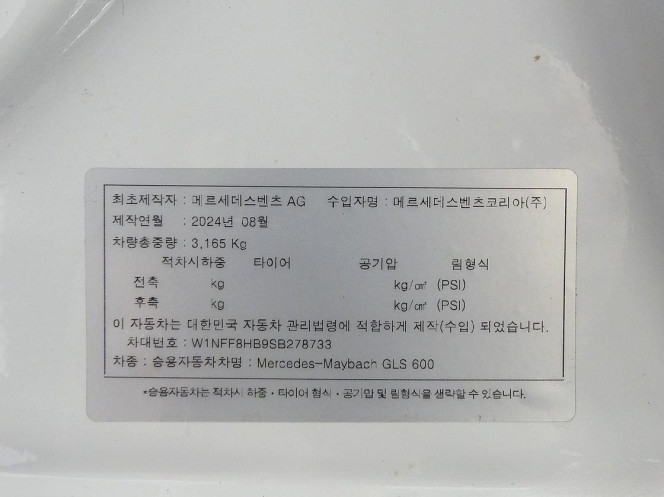 최초제작자 : 메르세데스벤츠 AG 수입자명 : 메르세데스벤츠코리아(주)
제작연월 : 2024년 08월
차량총중량 : 3,165 Kg
적차시하중 타이어 공기압 림형식
전축 kg kg/㎠ (PSI)
후축 kg kg/㎠ (PSI)
이 자동차는 대한민국 자동차 관리법령에 적합하게 제작(수입) 되었습니다.
차대번호 : W1NFF8HB9SB278733
차종 : 승용자동차차명 : Mercedes-Maybach GLS 600
*승용자동차는 적차시 하중·타이어 형식·공기압 및 림형식을 생략할 수 있습니다.